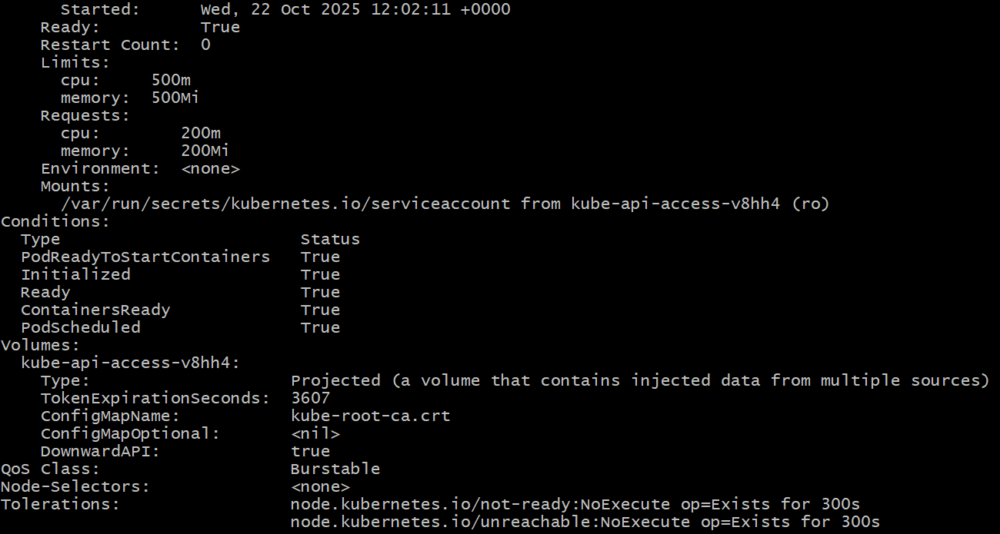 Started:      Wed, 22 Oct 2025 12:02:11 +0000
Ready:          True
Restart Count:  0
Limits:
cpu:     500m
memory:  500Mi
Requests:
cpu:        200m
memory:     200Mi
Environment:  <none>
Mounts:
/var/run/secrets/kubernetes.io/serviceaccount from kube-api-access-v8hh4 (ro)
Conditions:
Type                        Status
PodReadyToStartContainers   True
Initialized                 True
Ready                       True
ContainersReady             True
PodScheduled                True
Volumes:
kube-api-access-v8hh4:
Type:                    Projected (a volume that contains injected data from multiple sources)
TokenExpirationSeconds:  3607
ConfigMapName:           kube-root-ca.crt
ConfigMapOptional:       <nil>
DownwardAPI:             true
QoS Class:                   Burstable
Node-Selectors:              <none>
Tolerations:                 node.kubernetes.io/not-ready:NoExecute op=Exists for 300s
node.kubernetes.io/unreachable:NoExecute op=Exists for 300s